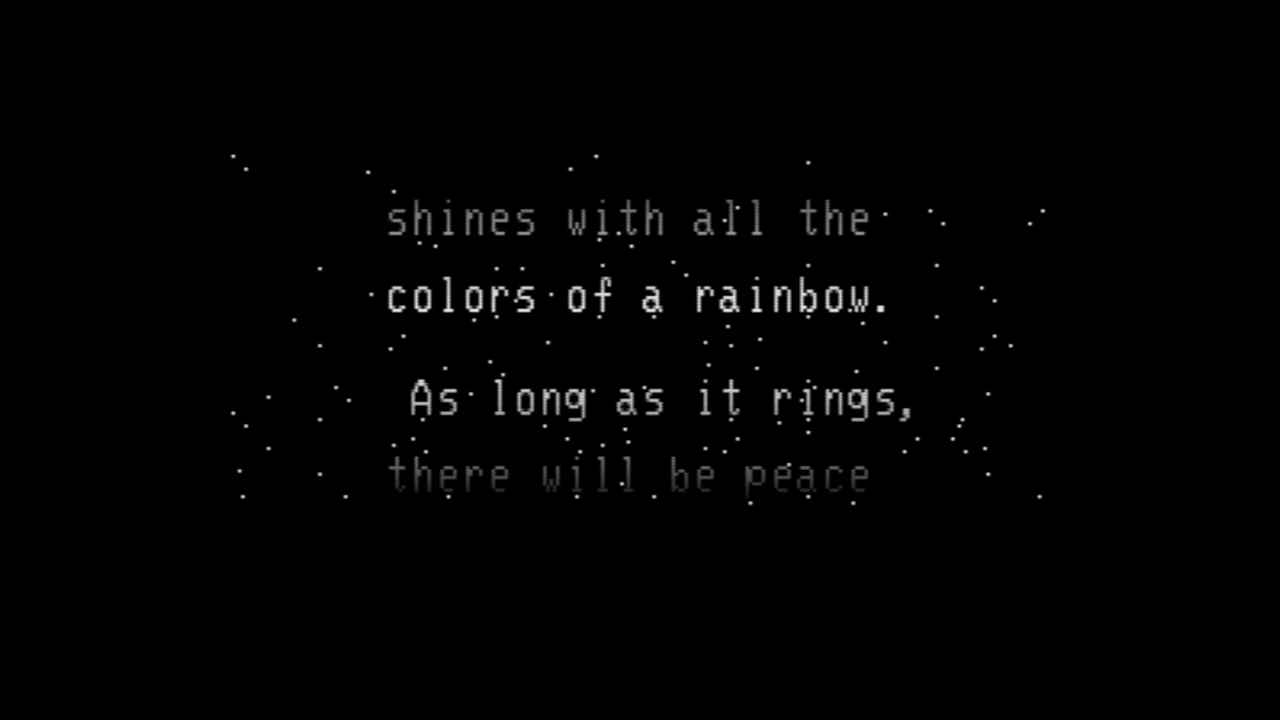 shines with all the
colors of a rainbow.
As long as it rings,
there will be peace